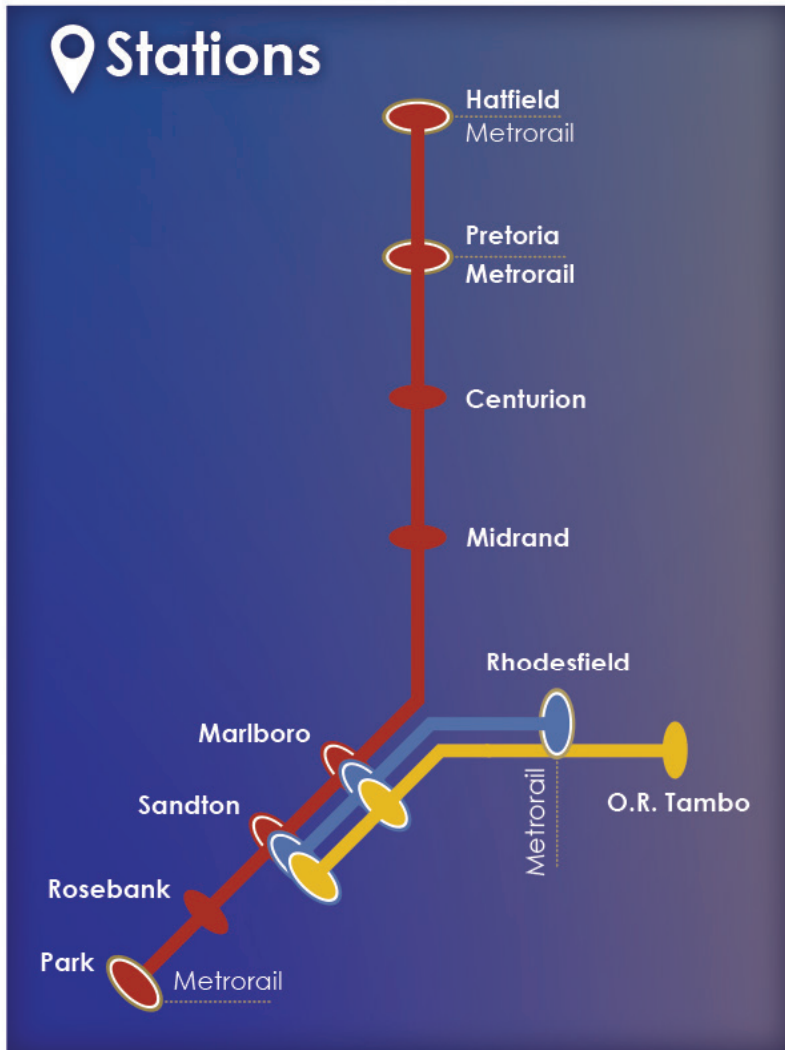 Stations
Hatfield
Metrorail
Pretoria
Metrorail
Centurion
Midrand
Rhodesfield
Marlboro
Metrorail
O.R. Tambo
Sandton
Rosebank
Park
Metrorail